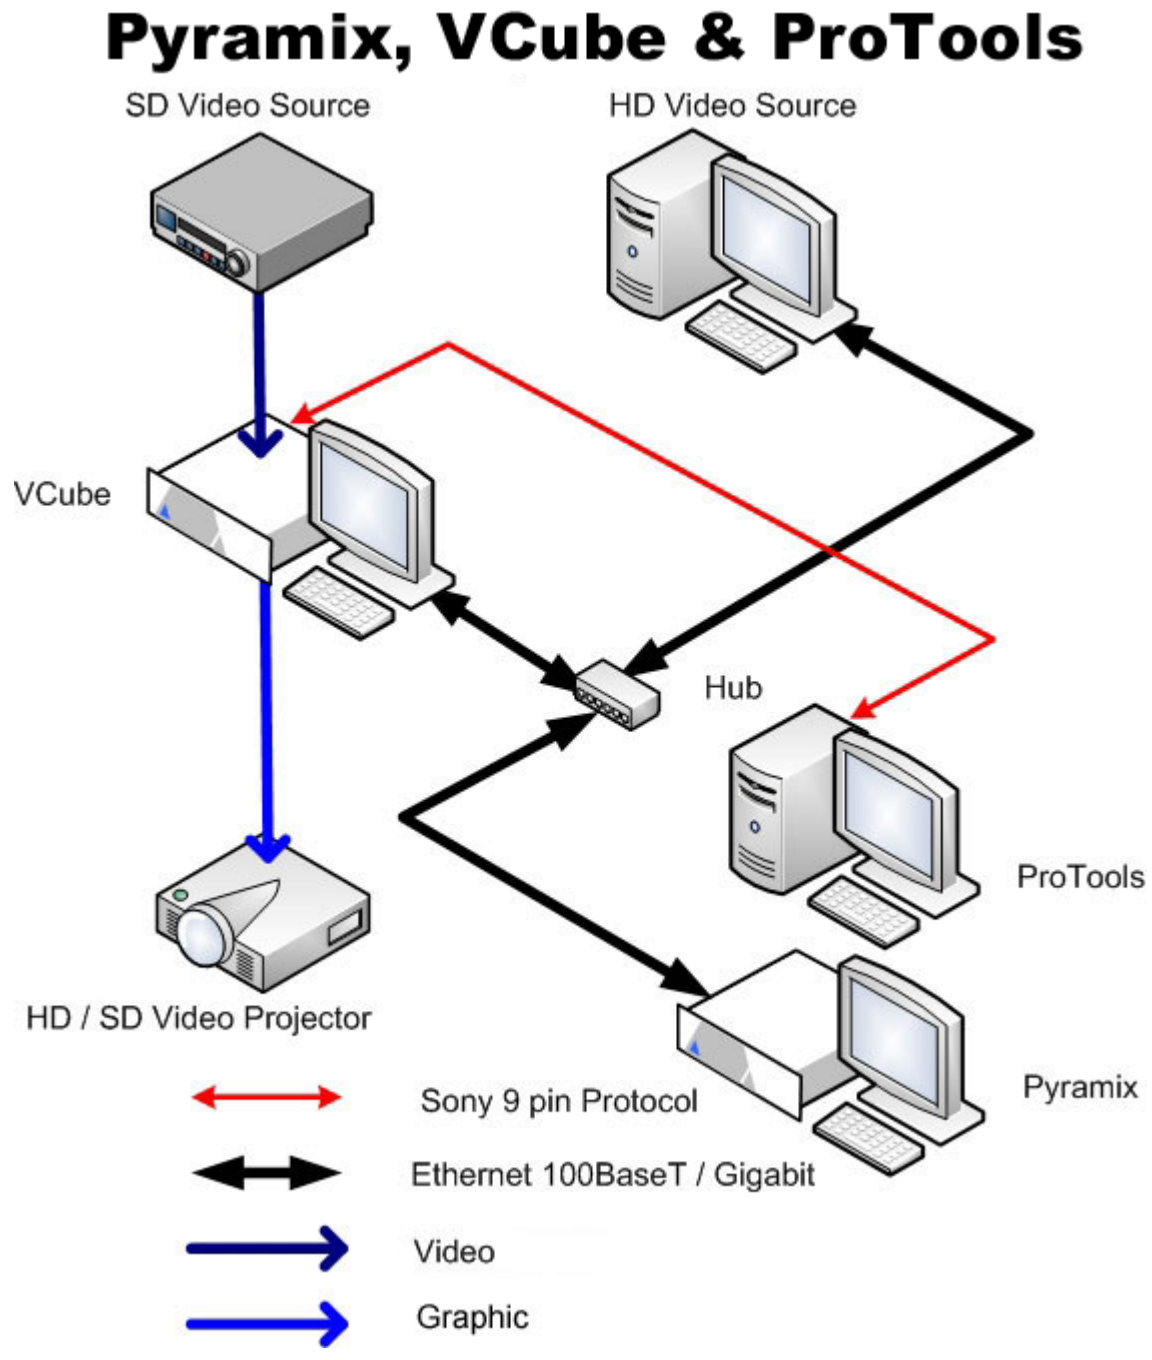 Pyramix, VCube & ProTools
SD Video Source
HD Video Source
VCube
Hub
ProTools
HD / SD Video Projector
Pyramix
Sony 9 pin Protocol
Ethernet 100BaseT / Gigabit
Video
Graphic